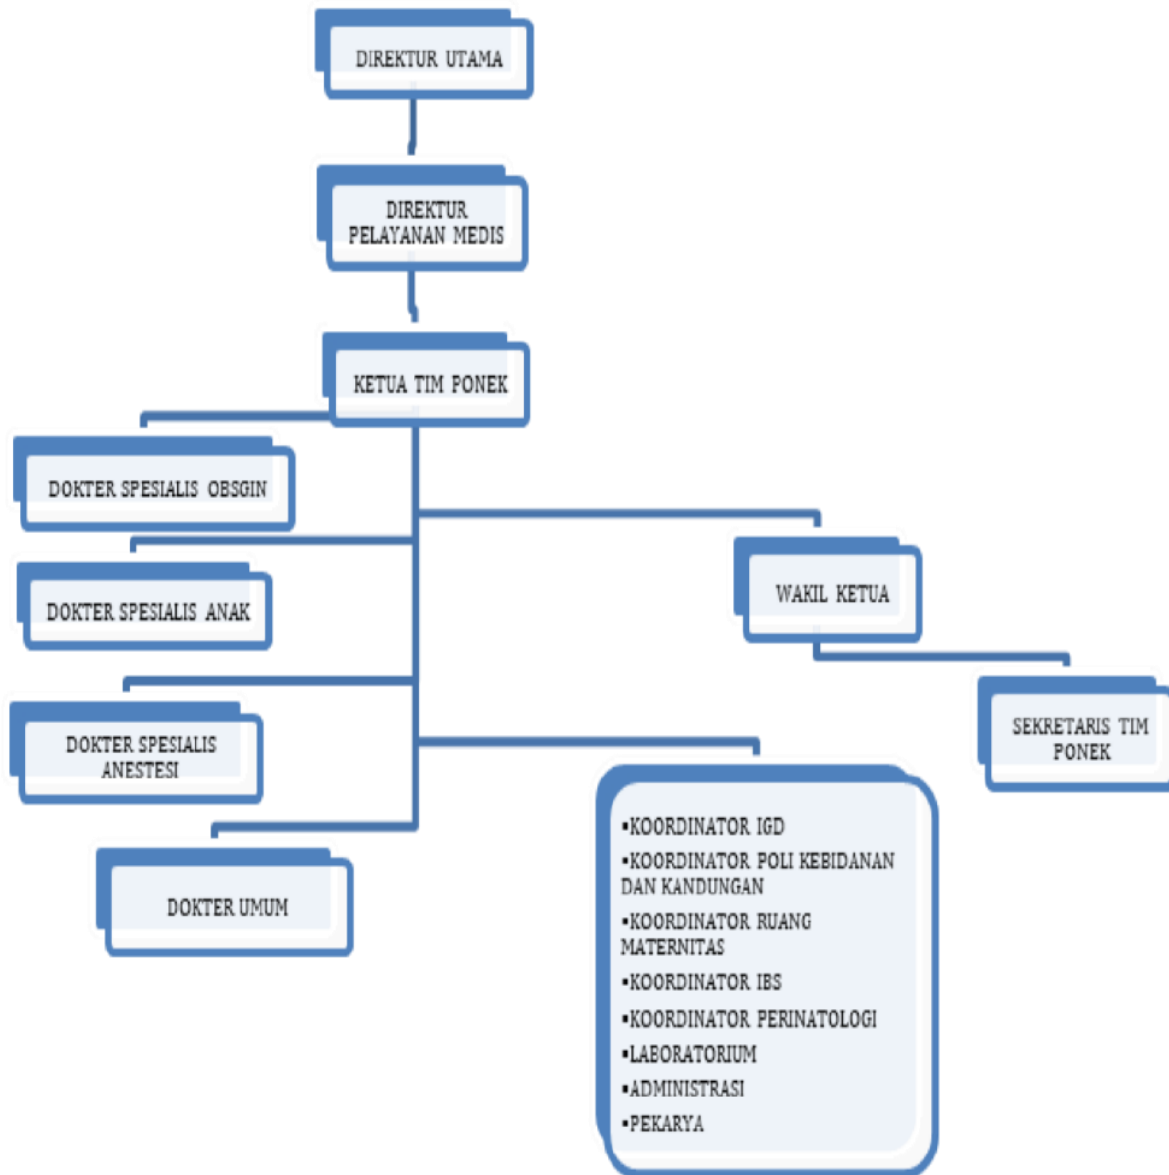 DIREKTUR UTAMA
DIREKTUR
PELAYANAN MEDIS
KETUA TIM PONEK
DOKTER SPESIALIS OBSGIN
DOKTER SPESIALIS ANAK
WAKIL KETUA
DOKTER SPESIALIS
ANESTESI
SEKRETARIS TIM
PONEK
DOKTER UMUM
▪KOORDINATOR IGD
▪KOORDINATOR POLI KEBIDANAN
DAN KANDUNGAN
▪KOORDINATOR RUANG
MATERNITAS
▪KOORDINATOR IBS
▪KOORDINATOR PERINATOLOGI
▪LABORATORIUM
▪ADMINISTRASI
▪PEKARYA